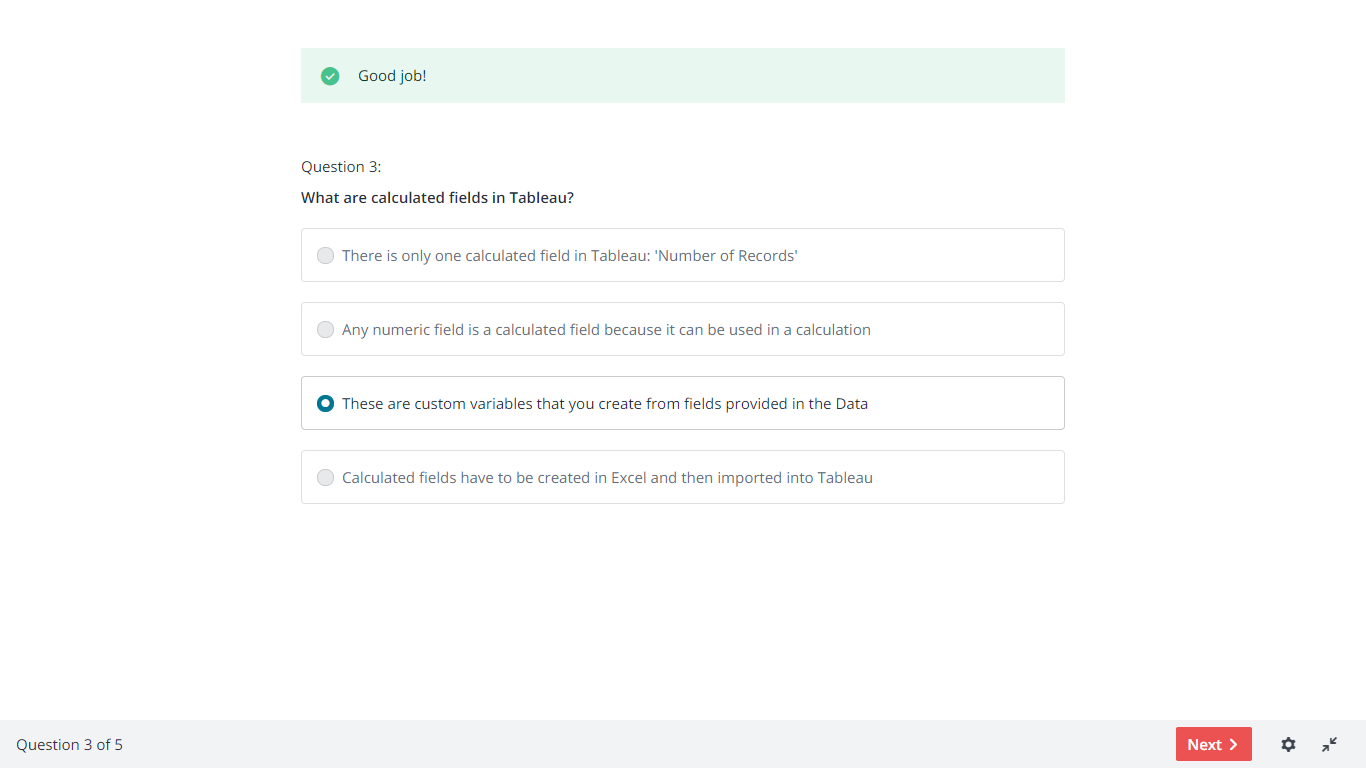 Good job!
Question 3:
What are calculated fields in Tableau?
There is only one calculated field in Tableau: 'Number of Records'
Any numeric field is a calculated field because it can be used in a calculation
These are custom variables that you create from fields provided in the Data
Calculated fields have to be created in Excel and then imported into Tableau
Question 3 of 5
Next